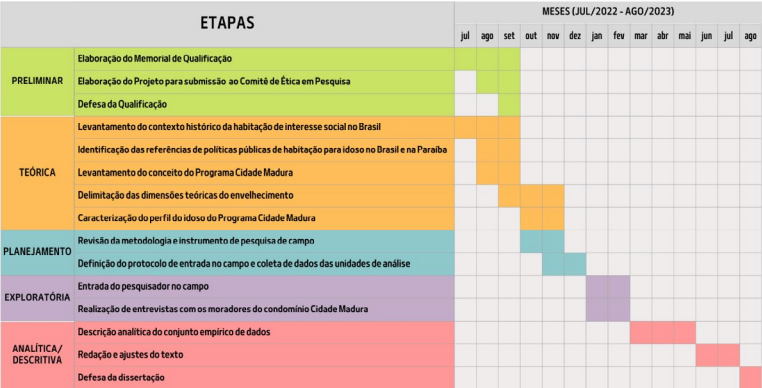 ETAPAS
MESES (JUL/2022 - AGO/2023)
jul ago set out nov dez jan fev mar abr mai jun jul ago
PRELIMINAR
Elaboração do Memorial de Qualificação
Elaboração do Projeto para submissão ao Comitê de Ética em Pesquisa
Defesa da Qualificação
TEÓRICA
Levantamento do contexto histórico da habitação de interesse social no Brasil
Identificação das referências de políticas públicas de habitação para idoso no Brasil e na Paraíba
Levantamento do conceito do Programa Cidade Madura
Delimitação das dimensões teóricas do envelhecimento
Caracterização do perfil do idoso do Programa Cidade Madura
PLANEJAMENTO
Revisão da metodologia e instrumento de pesquisa de campo
Definição do protocolo de entrada no campo e coleta de dados das unidades de análise
EXPLORATÓRIA
Entrada do pesquisador no campo
Realização de entrevistas com os moradores do condomínio Cidade Madura
ANALÍTICA/
DESCRITIVA
Descrição analítica do conjunto empírico de dados
Redação e ajustes do texto
Defesa da dissertação